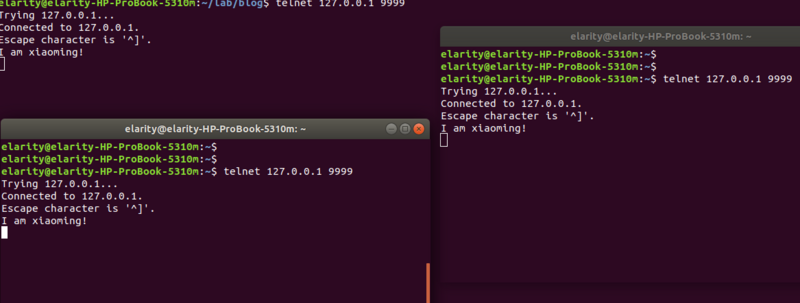 elarity@elarity-HP-ProBook-5310m:~/lab/blog$ telnet 127.0.0.1 9999
Trying 127.0.0.1...
Connected to 127.0.0.1.
Escape character is '^]'.
I am xiaoming!
elarity@elarity-HP-ProBook-5310m: ~
elarity@elarity-HP-ProBook-5310m:~$
elarity@elarity-HP-ProBook-5310m:~$
elarity@elarity-HP-ProBook-5310m:~$ telnet 127.0.0.1 9999
Trying 127.0.0.1...
Connected to 127.0.0.1.
Escape character is '^]'.
I am xiaoming!
elarity@elarity-HP-ProBook-5310m: ~
elarity@elarity-HP-ProBook-5310m:~$
elarity@elarity-HP-ProBook-5310m:~$
elarity@elarity-HP-ProBook-5310m:~$ telnet 127.0.0.1 9999
Trying 127.0.0.1...
Connected to 127.0.0.1.
Escape character is '^]'.
I am xiaoming!